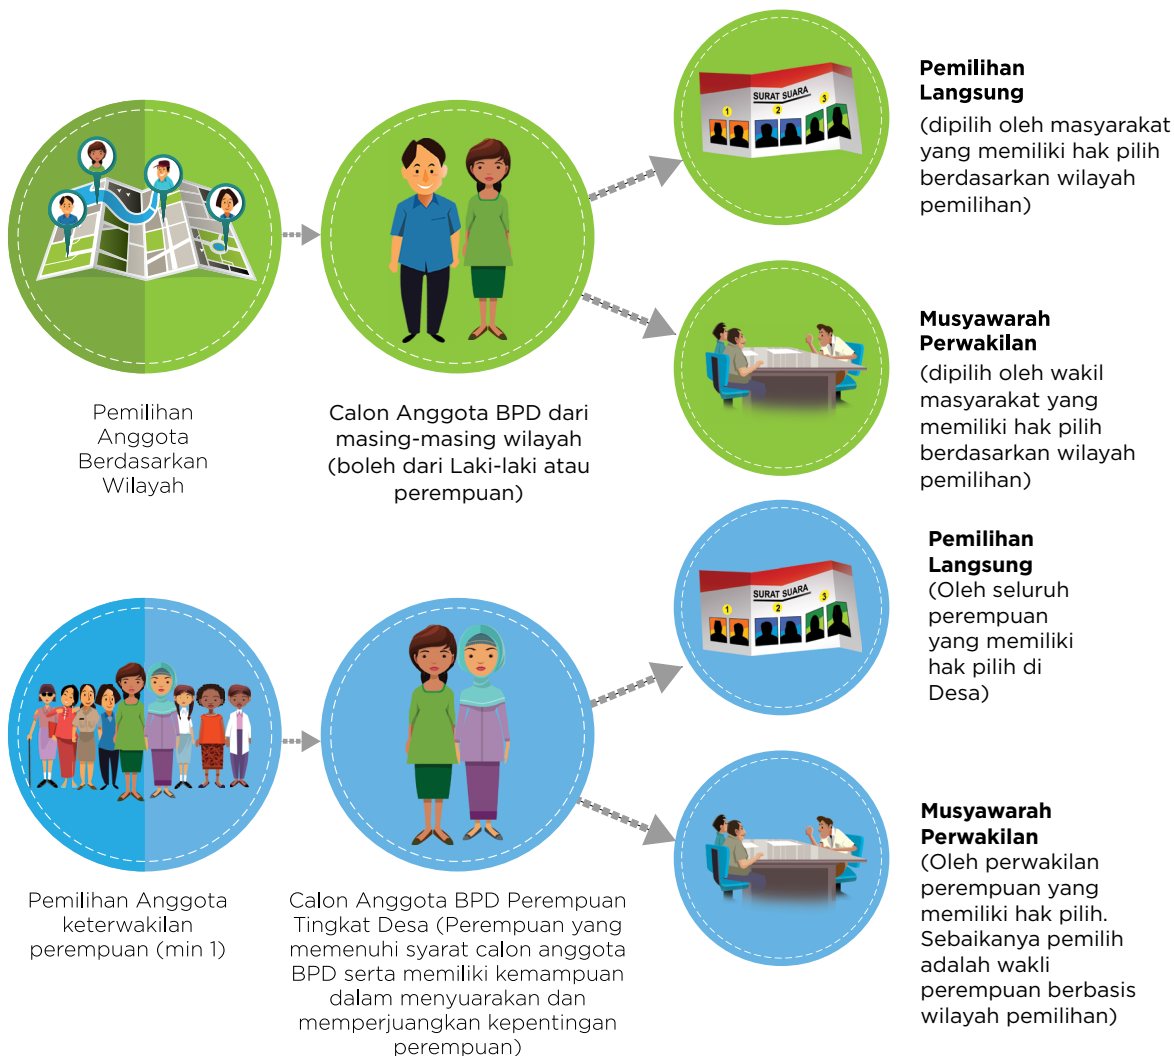 Pemilihan
Anggota
Berdasarkan
Wilayah
Calon Anggota BPD dari
masing-masing wilayah
(boleh dari Laki-laki atau
perempuan)
SURAT SUARA
1
2
3
Pemilihan
Langsung
(dipilih oleh masyarakat
yang memiliki hak pilih
berdasarkan wilayah
pemilihan)
Musyawarah
Perwakilan
(dipilih oleh wakil
masyarakat yang
memiliki hak pilih
berdasarkan wilayah
pemilihan)
Pemilihan Anggota
keterwakilan
perempuan (min 1)
Calon Anggota BPD Perempuan
Tingkat Desa (Perempuan yang
memenuhi syarat calon anggota
BPD serta memiliki kemampuan
dalam menyuarakan dan
memperjuangkan kepentingan
perempuan)
SURAT SUARA
1
2
3
Pemilihan
Langsung
(Oleh seluruh
perempuan
yang memiliki
hak pilih di
Desa)
Musyawarah
Perwakilan
(Oleh perwakilan
perempuan yang
memiliki hak pilih.
Sebaikanya pemilih
adalah wakli
perempuan berbasis
wilayah pemilihan)